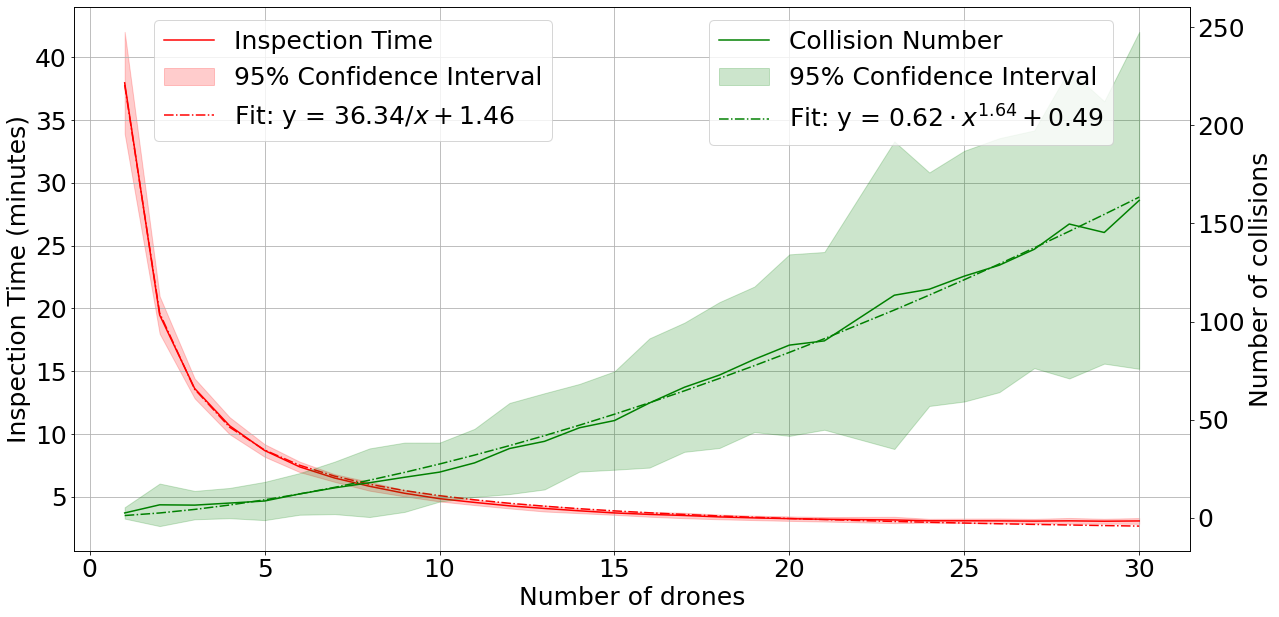 Inspection Time
95% Confidence Interval
Fit: y = 36.34/x + 1.46
Collision Number
95% Confidence Interval
Fit: y = 0.62 · x^1.64 + 0.49
Inspection Time (minutes)
40
35
30
25
20
15
10
5
Number of collisions
250
200
150
100
50
0
0 5 10 15 20 25 30
Number of drones